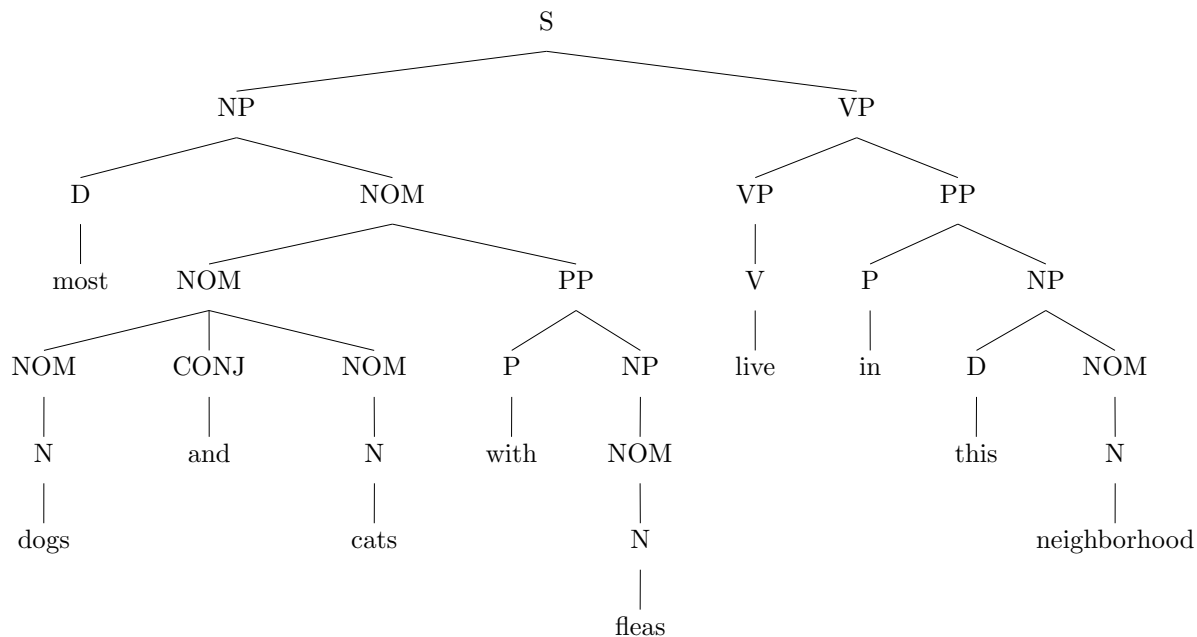 S
NP VP
D NOM VP PP
most NOM PP V P NP
NOM CONJ NOM P NP live in D NOM
N and N with NOM this N
dogs cats N neighborhood
fleas